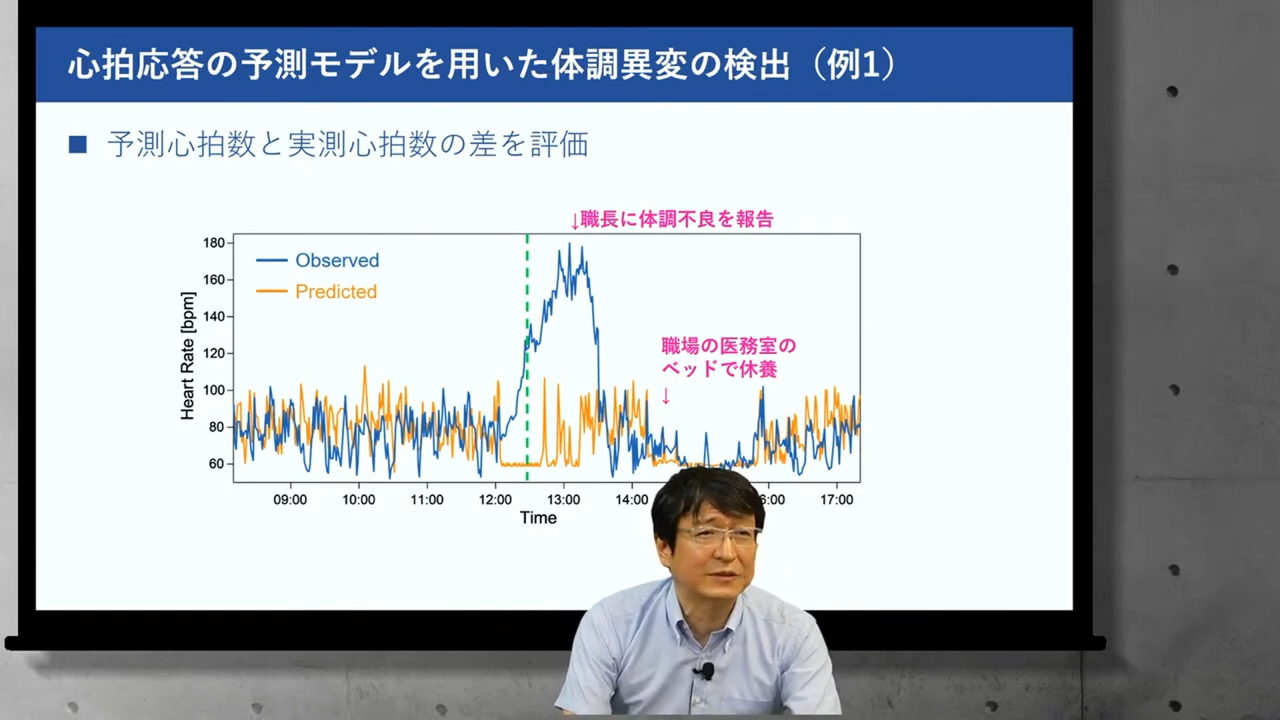 心拍応答の予測モデルを用いた体調異変の検出（例1）
■ 予測心拍数と実測心拍数の差を評価
↓職長に体調不良を報告
Observed
Predicted
職場の医務室の
ベッドで休養
↓
Heart Rate [bpm]
180
160
140
120
100
80
60
09:00 10:00 11:00 12:00 13:00 14:00 6:00 17:00
Time